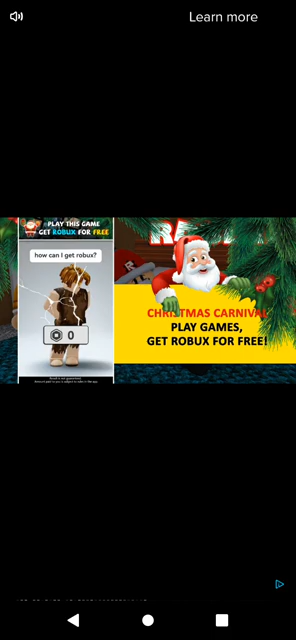 Learn more
PLAY THIS GAME
GET ROBUX FOR FREE
how can I get robux?
0
CHRISTMAS CARNIVAL
PLAY GAMES,
GET ROBUX FOR FREE!